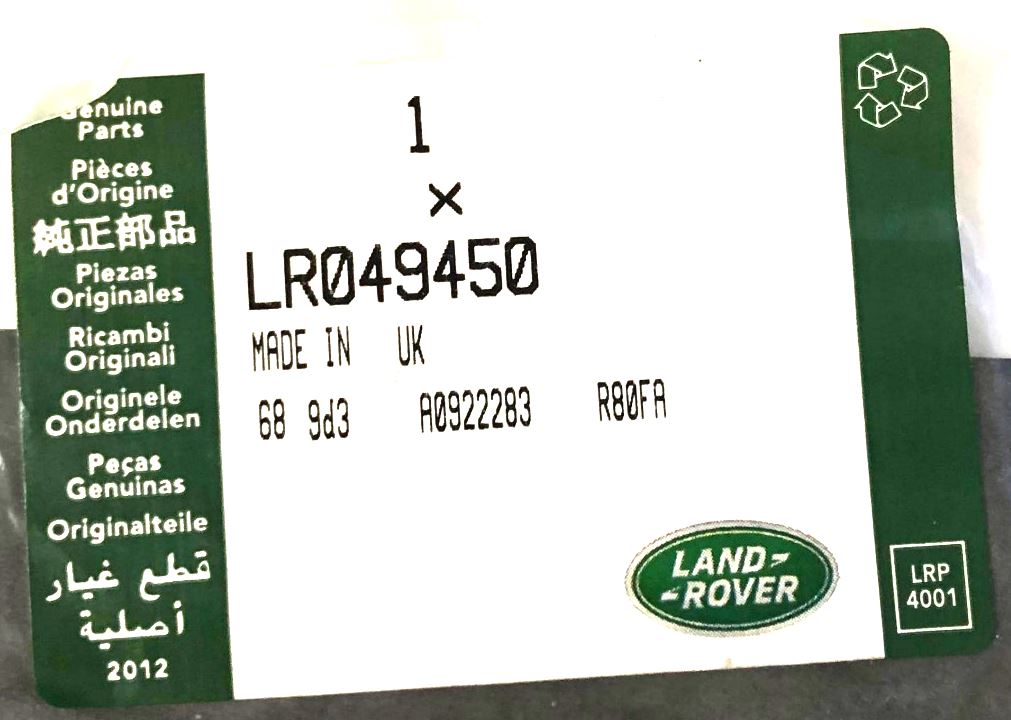 Genuine
Parts
Pièces
d'Origine
純正部品
Piezas
Originales
Ricambi
Originali
Originele
Onderdelen
Peças
Genuinas
Originalteile
قطع غيار
أصلية
2012
1
×
LR049450
MADE IN UK
68 9d3 A0922283 R80FA
LAND
ROVER
LRP
4001